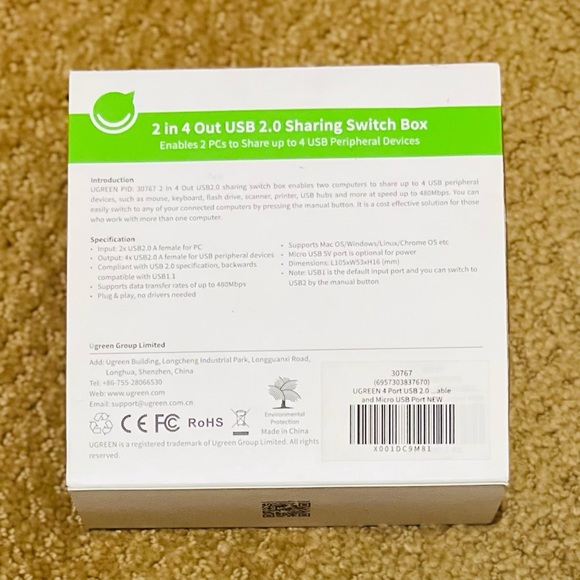 2 in 4 Out USB 2.0 Sharing Switch Box
Enables 2 PCs to Share up to 4 USB Peripheral Devices
Introduction
UGREEN PID: 30767 2 in 4 Out USB2.0 sharing switch box enables two computers to share up to 4 USB peripheral
devices, such as mouse, keyboard, flash drive, scanner, printer, USB hubs and more at speed up to 480Mbps. You can
easily switch to any of your connected computers by pressing the manual button. It is a cost effective solution for those
who work with more than one computer.
Specification
• Input: 2x USB2.0 A female for PC
• Output: 4x USB2.0 A female for USB peripheral devices
• Compliant with USB 2.0 specification, backwards
compatible with USB1.1
• Supports data transfer rates of up to 480Mbps
• Plug & play, no drivers needed
• Supports Mac OS/Windows/Linux/Chrome OS etc
• Micro USB 5V port is optional for power
• Dimensions: L105xW53xH16 (mm)
• Note: USB1 is the default input port and you can switch to
USB2 by the manual button
Ugreen Group Limited
Add: Ugreen Building, Longcheng Industrial Park, Longguanxi Road,
Longhua, Shenzhen, China
Tel: +86-755-28066530
Web: www.ugreen.com
Email: support@ugreen.com.cn
CE FC RoHS
Environmental
Protection
Made in China
UGREEN is a registered trademark of Ugreen Group Limited. All rights
reserved.
30767
(6957303837670)
UGREEN 4 Port USB 2.0 ...able
and Micro USB Port NEW
X001DC9M81